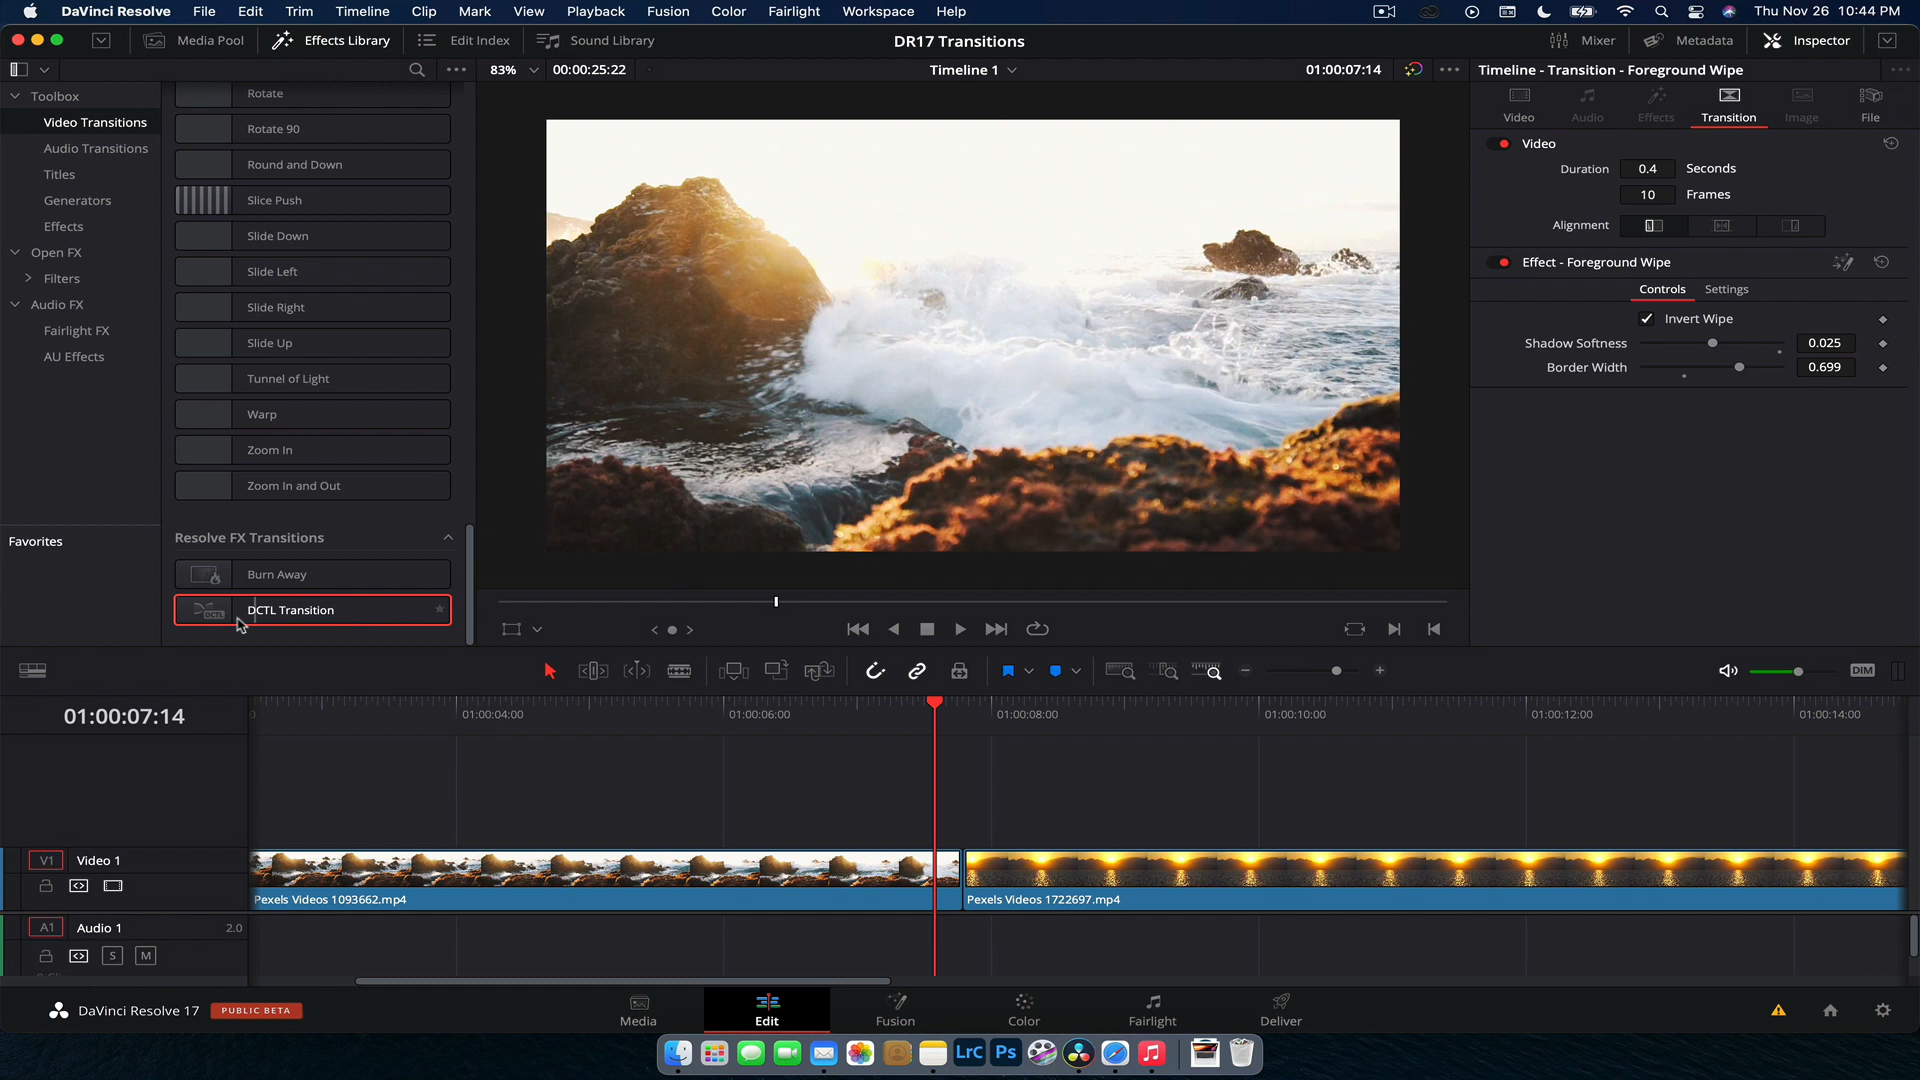 DaVinci Resolve File Edit Trim Timeline Clip Mark View Playback Fusion Color Fairlight Workspace Help Thu Nov 26 10:44 PM
Media Pool Effects Library Edit Index Sound Library DR17 Transitions Mixer Metadata Inspector
83% 00:00:25:22 Timeline 1 01:00:07:14 Timeline - Transition - Foreground Wipe
Toolbox
Video Transitions
Audio Transitions
Titles
Generators
Effects
Open FX
Filters
Audio FX
Fairlight FX
AU Effects
Favorites
Rotate
Rotate 90
Round and Down
Slice Push
Slide Down
Slide Left
Slide Right
Slide Up
Tunnel of Light
Warp
Zoom In
Zoom In and Out
Resolve FX Transitions
Burn Away
DCTL DCTL Transition
Video Audio Effects Transition Image File
Video
Duration 0.4 Seconds
10 Frames
Alignment
Effect - Foreground Wipe
Controls Settings
Invert Wipe
Shadow Softness 0.025
Border Width 0.699
DIM
01:00:07:14
01:00:04:00 01:00:06:00 01:00:08:00 01:00:10:00 01:00:12:00 01:00:14:00
V1 Video 1
Pexels Videos 1093662.mp4 Pexels Videos 1722697.mp4
A1 Audio 1 2.0
S M
DaVinci Resolve 17 PUBLIC BETA
Media Edit Fusion Color Fairlight Deliver
LrC Ps